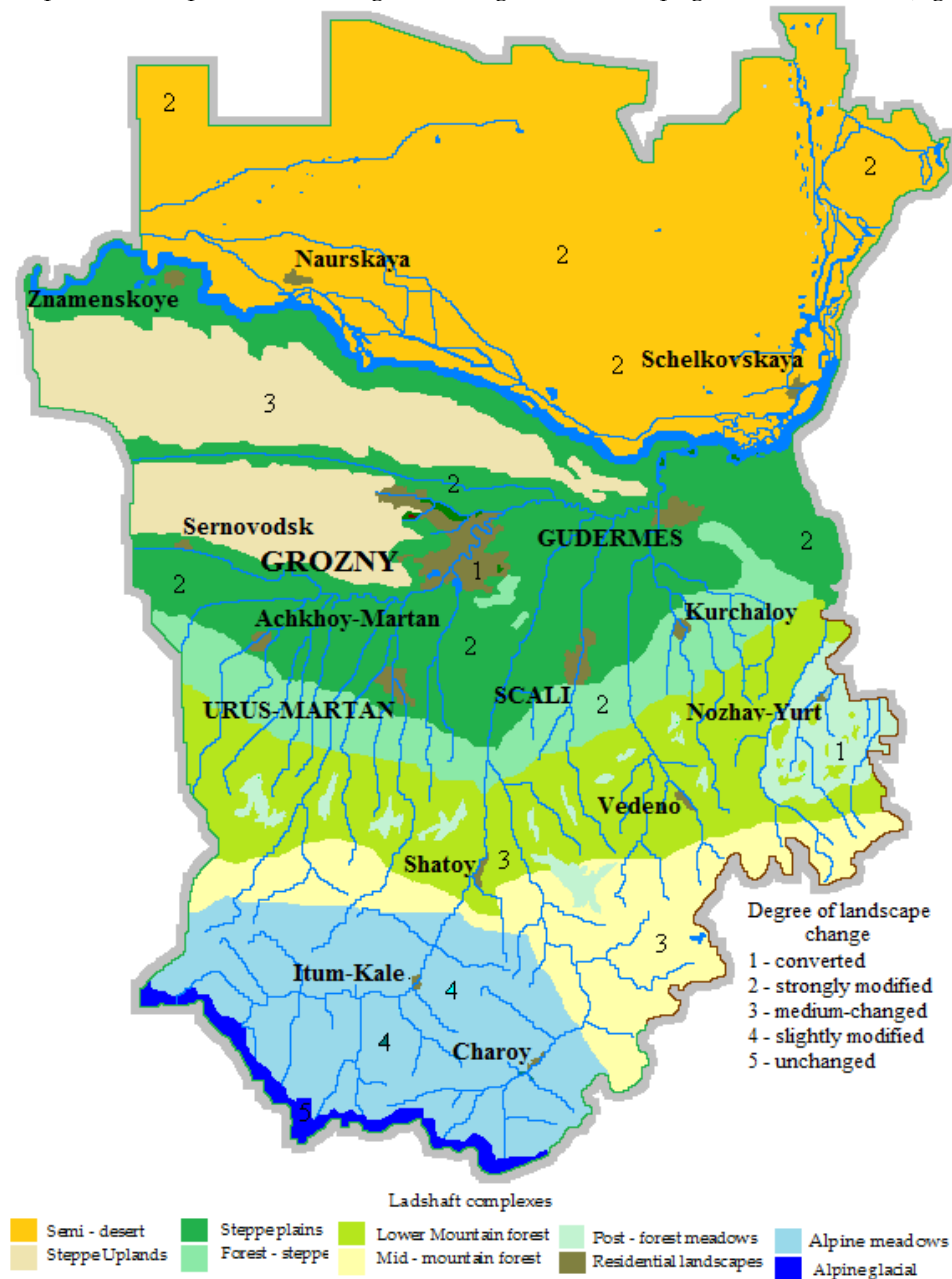 2
2
2
Naurskaya
Znamenskoye
2
Schelkovskaya
3
2
Sernovodsk
GUDERMES
GROZNY
1
2
2
Achkhoy-Martan
Kurchaloy
2
SCALI
URUS-MARTAN
2
Nozhay-Yurt
1
Vedeno
Shatoy
3
Degree of landscape
change
3
1 - converted
Itum-Kale
4
2 - strongly modified
3 - medium-changed
4
4 - slightly modified
Charoy
5 - unchanged
5
Ladshaft complexes
Semi - desert
Steppe plains
Lower Mountain forest
Post - forest meadows
Alpine meadows
Steppe Uplands
Forest - steppe
Mid - mountain forest
Residential landscapes
Alpine glacial